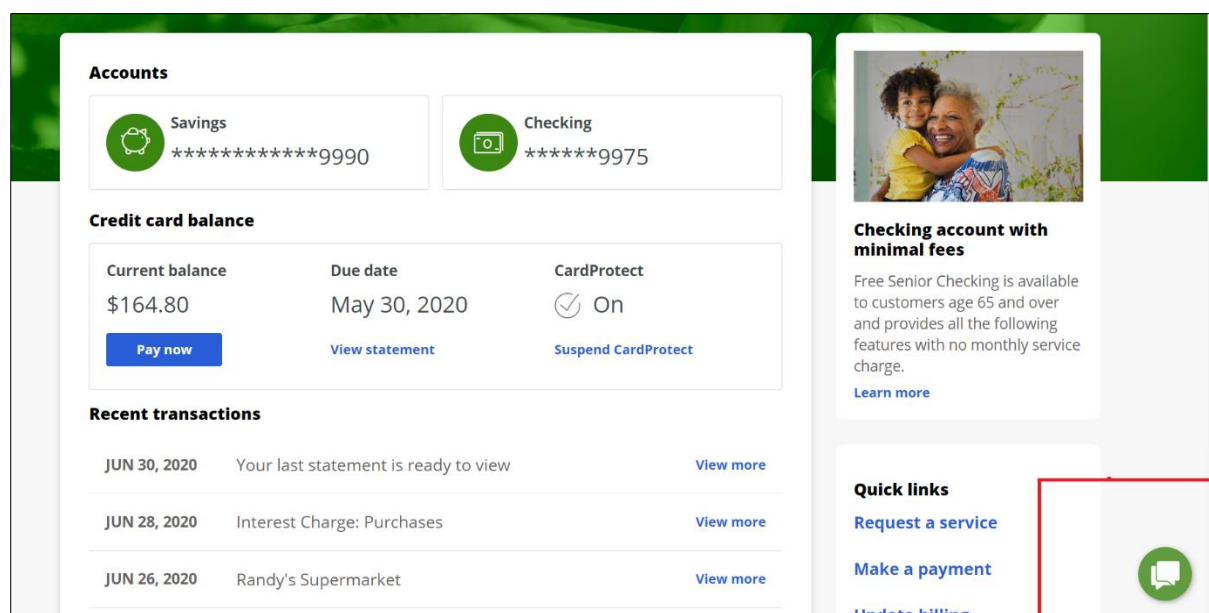 Accounts
Savings
************9990
Checking
******9975
Credit card balance
Current balance
Due date
CardProtect
$164.80
May 30, 2020
On
Pay now
View statement
Suspend CardProtect
Recent transactions
JUN 30, 2020 Your last statement is ready to view View more
JUN 28, 2020 Interest Charge: Purchases View more
JUN 26, 2020 Randy's Supermarket View more
Checking account with
minimal fees
Free Senior Checking is available
to customers age 65 and over
and provides all the following
features with no monthly service
charge.
Learn more
Quick links
Request a service
Make a payment
Update billing